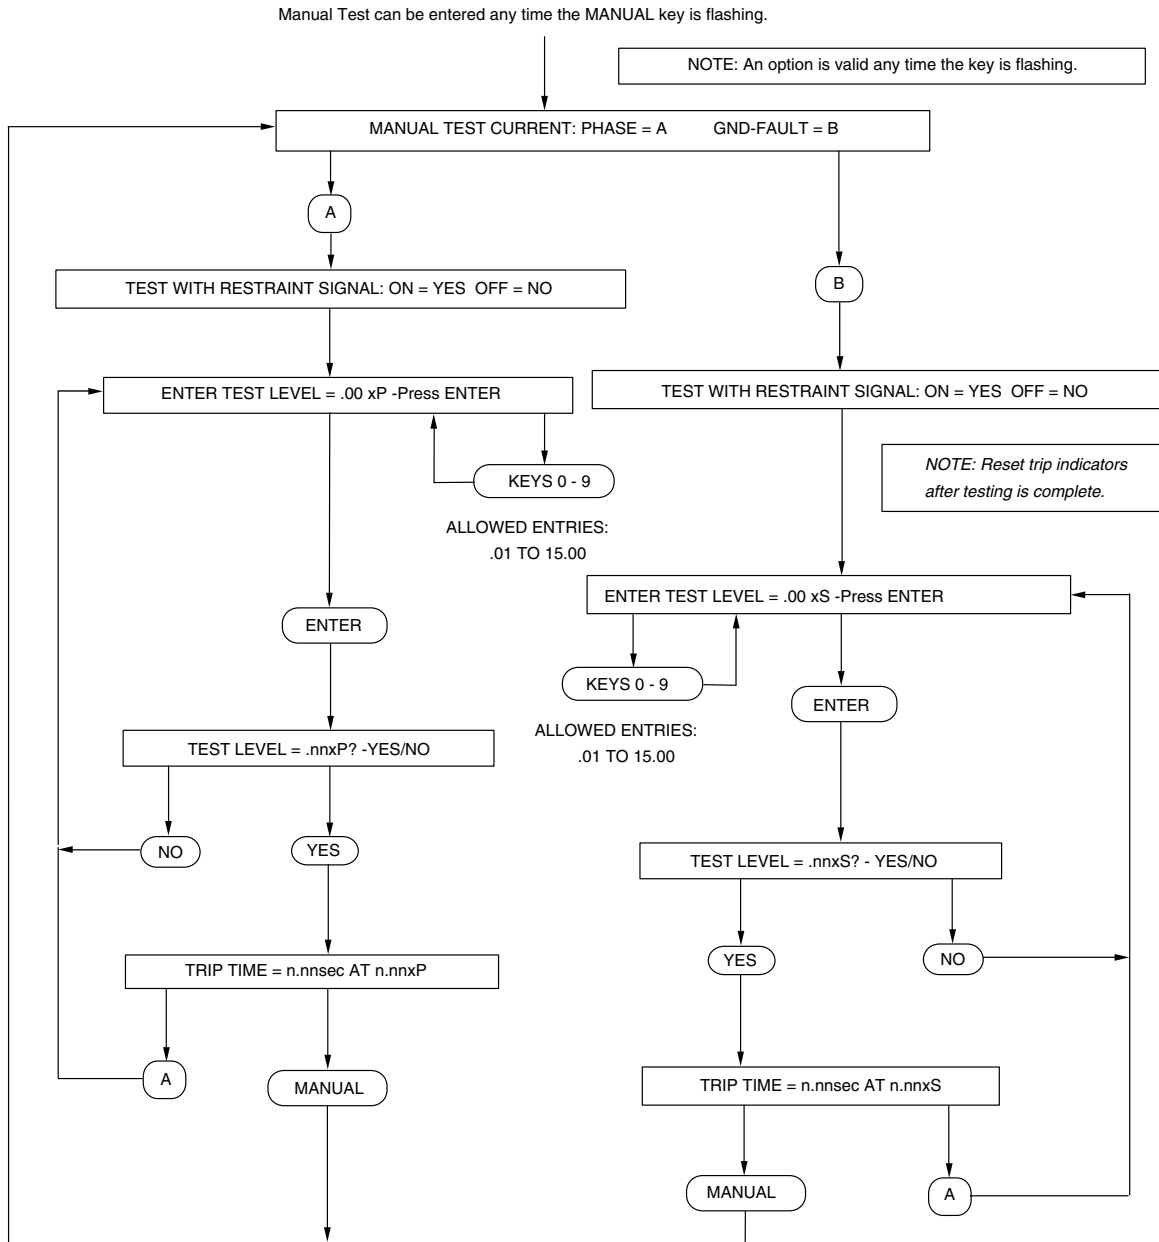 Manual Test can be entered any time the MANUAL key is flashing.
NOTE: An option is valid any time the key is flashing.
MANUAL TEST CURRENT: PHASE = A GND-FAULT = B
A
TEST WITH RESTRAINT SIGNAL: ON = YES OFF = NO
B
ENTER TEST LEVEL = .00 xP -Press ENTER
TEST WITH RESTRAINT SIGNAL: ON = YES OFF = NO
KEYS 0 - 9
NOTE: Reset trip indicators
after testing is complete.
ALLOWED ENTRIES:
.01 TO 15.00
ENTER TEST LEVEL = .00 xS -Press ENTER
ENTER
KEYS 0 - 9
ENTER
ALLOWED ENTRIES:
.01 TO 15.00
TEST LEVEL = .nnxP? -YES/NO
NO
YES
TEST LEVEL = .nnxS? - YES/NO
YES
NO
TRIP TIME = n.nnsec AT n.nnxP
A
MANUAL
TRIP TIME = n.nnsec AT n.nnxS
MANUAL
A